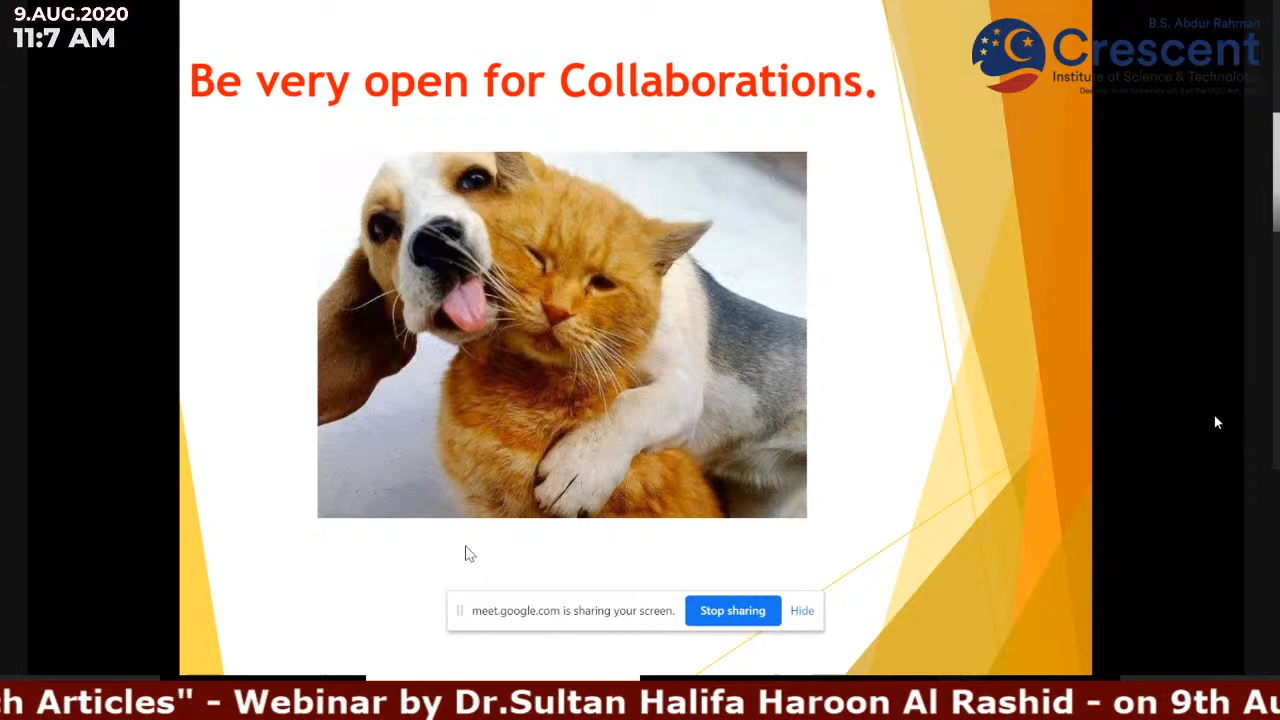 9.AUG.2020
11:7 AM
B.S. Abdur Rahman
Crescent
Institute of Science & Technology
Be very open for Collaborations.
meet.google.com is sharing your screen.
Stop sharing
Hide
h Articles" - Webinar by Dr.Sultan Halifa Haroon Al Rashid - on 9th Au